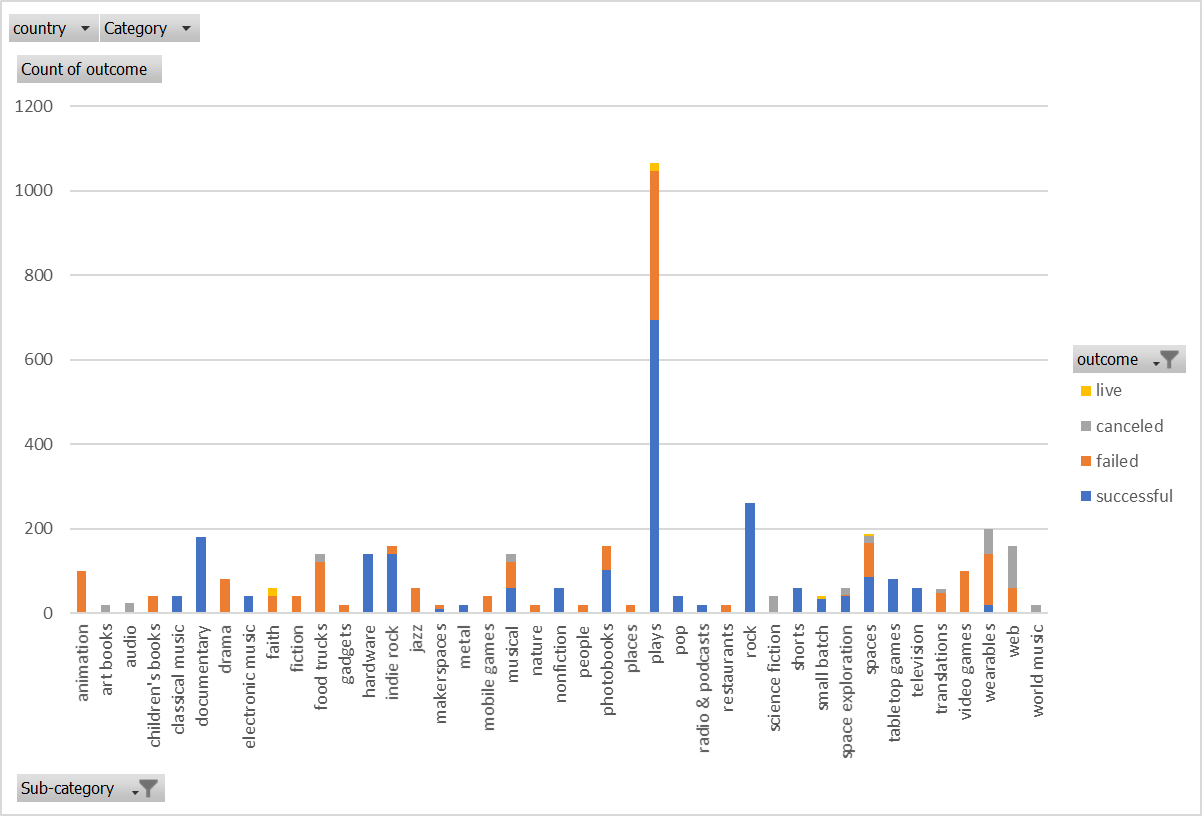 country Category
Count of outcome
1200
1000
800
600
400
200
0
animation
art books
audio
children's books
classical music
documentary
drama
electronic music
faith
fiction
food trucks
gadgets
hardware
indie rock
jazz
makerspaces
metal
mobile games
musical
nature
nonfiction
people
photobooks
places
plays
pop
radio & podcasts
restaurants
rock
science fiction
shorts
small batch
space exploration
spaces
tabletop games
television
translations
video games
wearables
web
world music
outcome
live
canceled
failed
successful
Sub-category